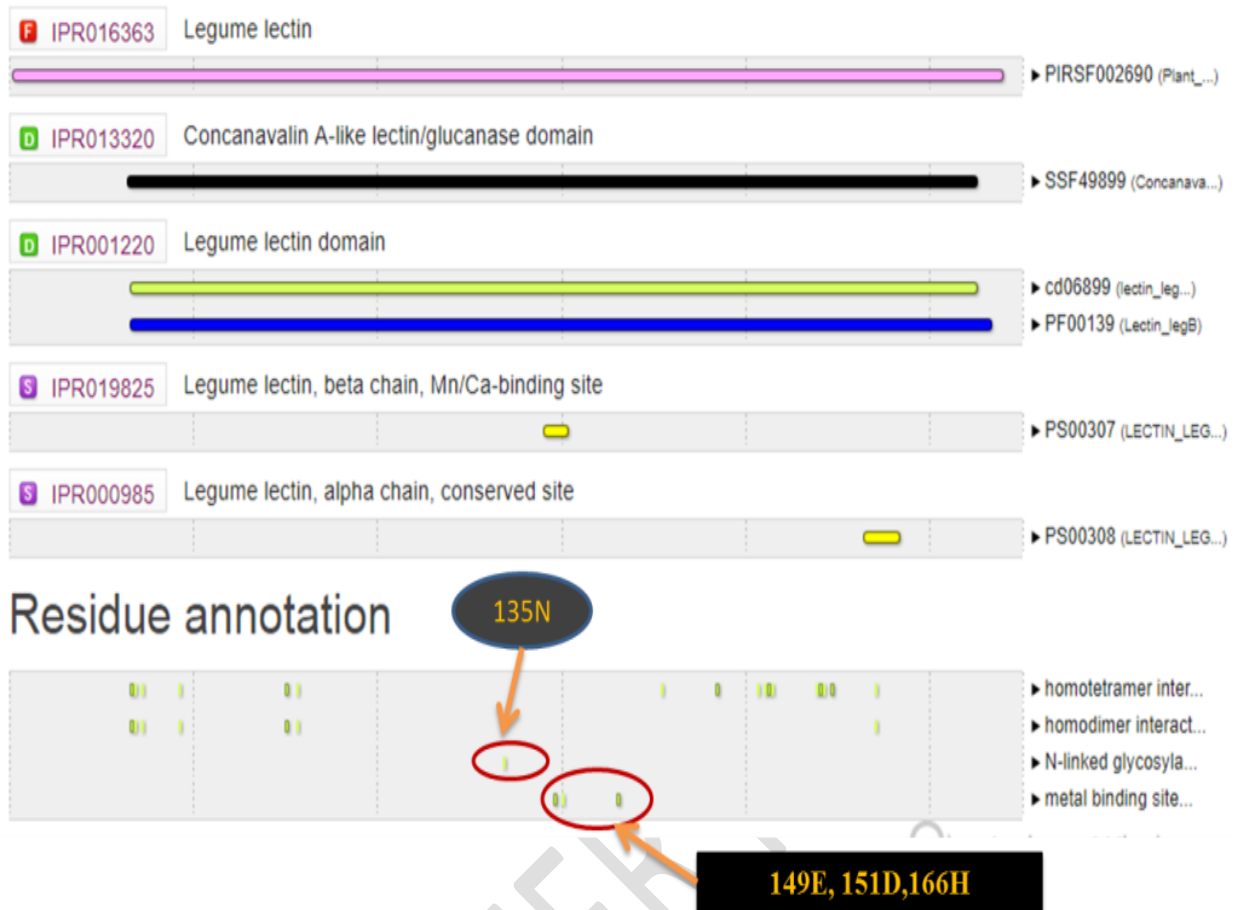 F IPR016363 Legume lectin
PIRSF002690 (Plant_...)
D IPR013320 Concanavalin A-like lectin/glucanase domain
SSF49899 (Concanava...)
D IPR001220 Legume lectin domain
cd06899 (lectin_leg...)
PF00139 (Lectin_legB)
S IPR019825 Legume lectin, beta chain, Mn/Ca-binding site
PS00307 (LECTIN_LEG...)
S IPR000985 Legume lectin, alpha chain, conserved site
PS00308 (LECTIN_LEG...)
Residue annotation
135N
homotetramer inter...
homodimer interact...
N-linked glycosyla...
metal binding site...
149E, 151D,166H